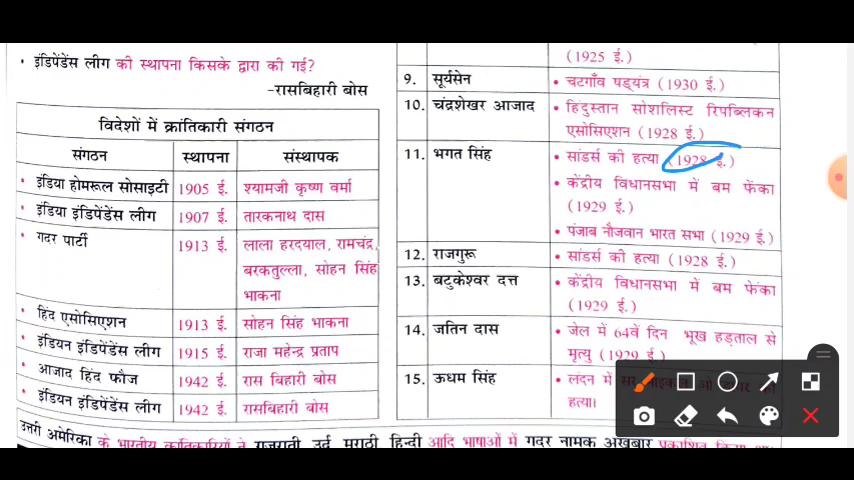 • इंडिपेंडेंस लीग की स्थापना किसके द्वारा की गई?
-रासबिहारी बोस
विदेशों में क्रांतिकारी संगठन
संगठन स्थापना संस्थापक
• इंडिया होमरूल सोसाइटी 1905 ई. श्यामजी कृष्ण वर्मा
• इंडिया इंडिपेंडेंस लीग 1907 ई. तारकनाथ दास
• गदर पार्टी 1913 ई. लाला हरदयाल, रामचंद्र,
बरकतुल्ला, सोहन सिंह
भाकना
• हिंद एसोसिएशन 1913 ई. सोहन सिंह भाकना
• इंडियन इंडिपेंडेंस लीग 1915 ई. राजा महेन्द्र प्रताप
• आजाद हिंद फौज 1942 ई. रास बिहारी बोस
• इंडियन इंडिपेंडेंस लीग 1942 ई. रासबिहारी बोस
(1925 ई.)
9. सूर्यसेन • चटगाँव षड्यंत्र (1930 ई.)
10. चंद्रशेखर आजाद • हिंदुस्तान सोशलिस्ट रिपब्लिकन
एसोसिएशन (1928 ई.)
11. भगत सिंह • सांडर्स की हत्या (1928 ई.)
• केंद्रीय विधानसभा में बम फेंका
(1929 ई.)
• पंजाब नौजवान भारत सभा (1929 ई.)
12. राजगुरू • सांडर्स की हत्या (1928 ई.)
13. बटुकेश्वर दत्त • केंद्रीय विधानसभा में बम फेंका
(1929 ई.)
14. जतिन दास • जेल में 64वें दिन भूख हड़ताल से
मृत्यु (1929 ई.)
15. ऊधम सिंह • लंदन में
हत्या।
उत्तरी अमेरिका के भारतीय क्रांतिकारियों ने गुजराती, उर्दू, मराठी, हिन्दी आदि भाषाओं में गदर नामक अखबार प्रकाशित किया